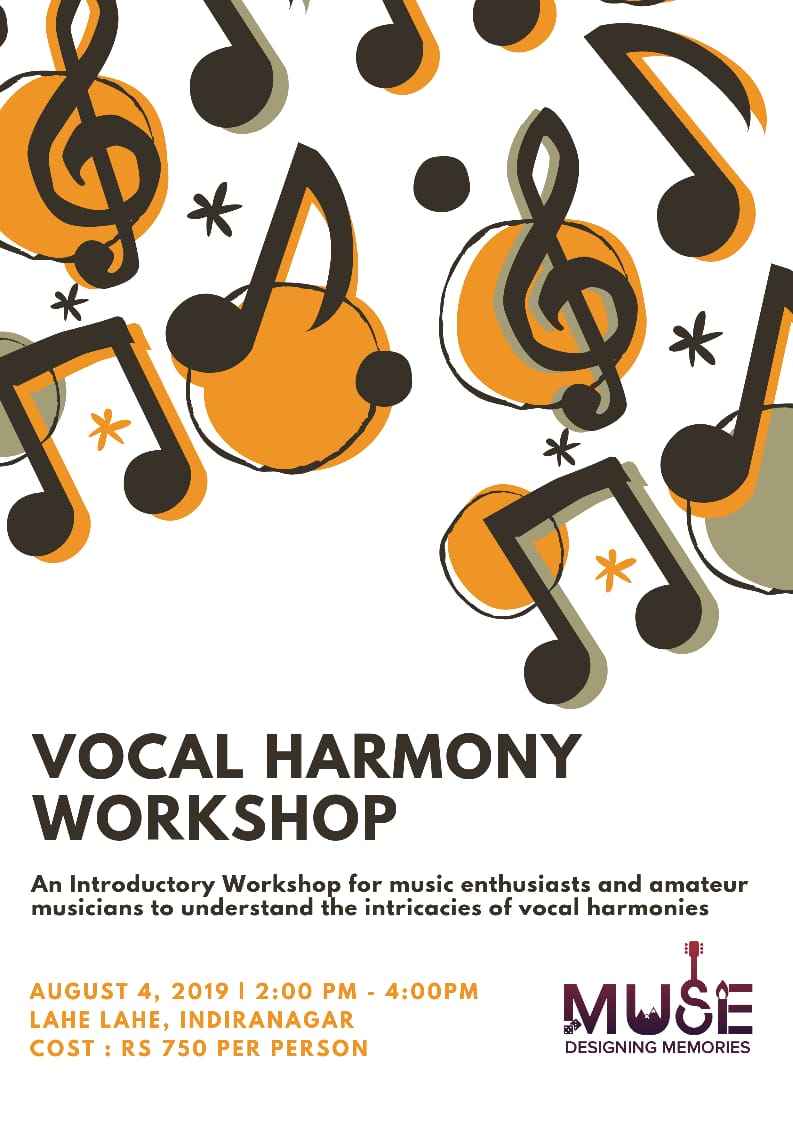 VOCAL HARMONY
WORKSHOP
An Introductory Workshop for music enthusiasts and amateur
musicians to understand the intricacies of vocal harmonies
AUGUST 4, 2019 | 2:00 PM - 4:00PM
LAHE LAHE, INDIRANAGAR
COST : RS 750 PER PERSON
MUSE
DESIGNING MEMORIES